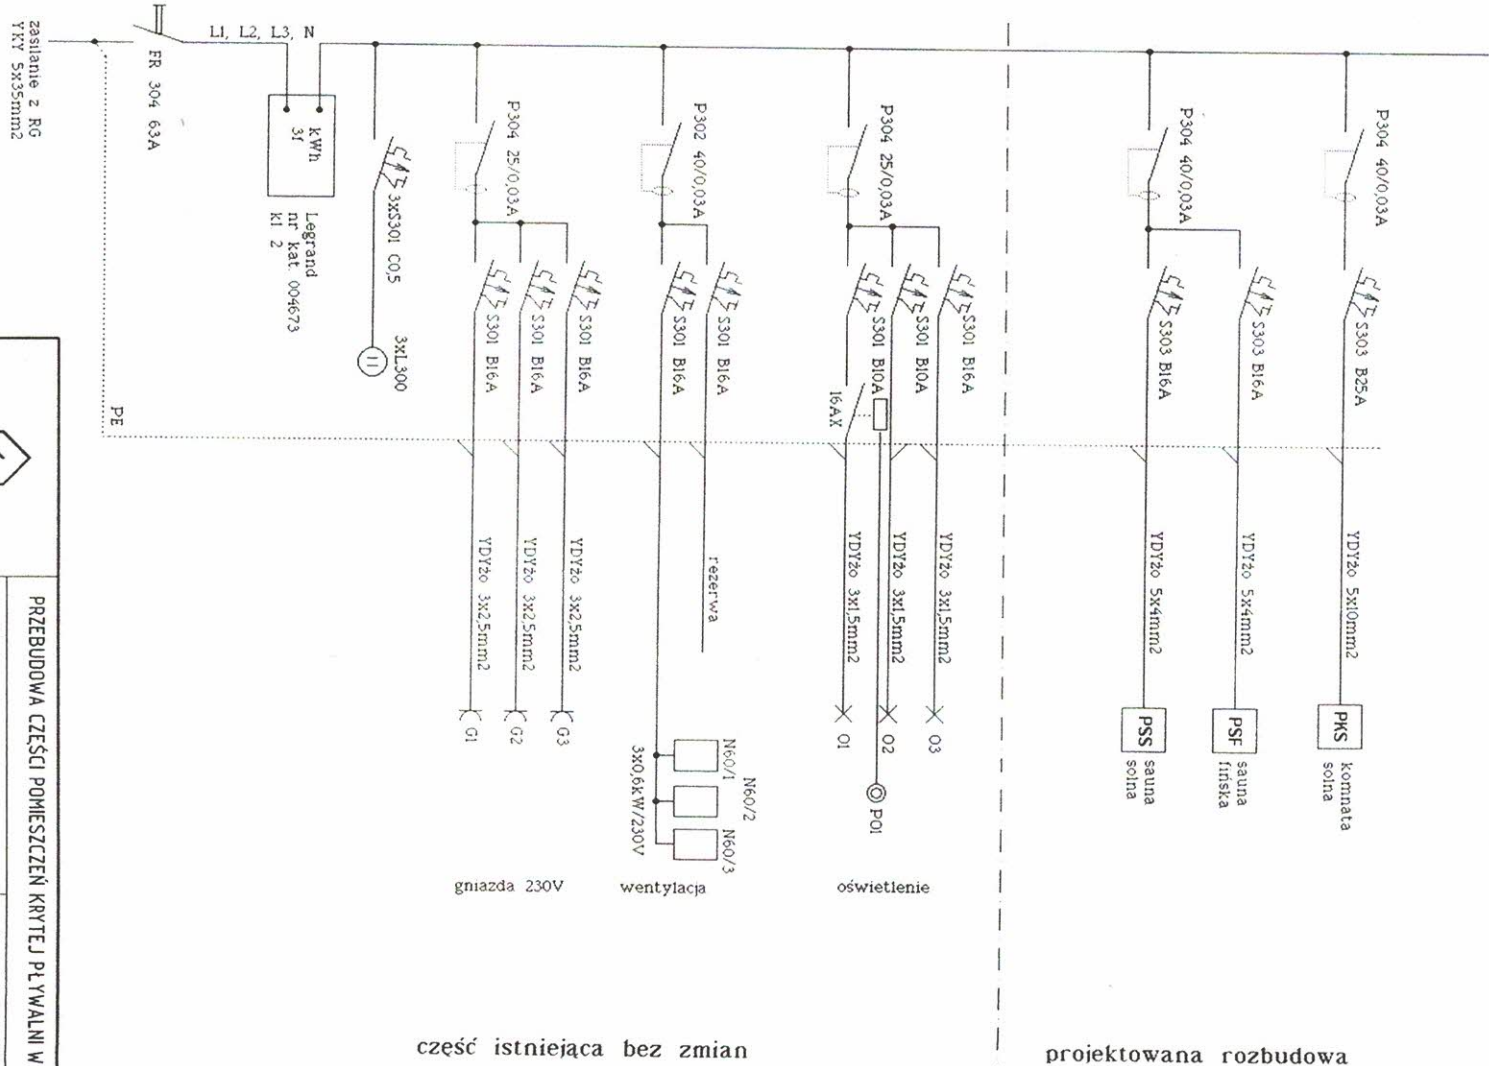 zasilanie z RG
YKY 5x35mm2
FR 304 63A
L1, L2, L3, N
kWh
3f
Legrand
nr kat. 004673
kl 2
3xS301 C0,5
3xL300
PE
P304 25/0,03A
S301 B16A
S301 B16A
S301 B16A
YDYżo 3x2,5mm2
YDYżo 3x2,5mm2
YDYżo 3x2,5mm2
G1
G2
G3
gniazda 230V
P302 40/0,03A
S301 B16A
S301 B16A
rezerwa
N60/1
N60/2
N60/3
3x0,6kW/230V
wentylacja
P304 25/0,03A
S301 B10A
S301 B10A
S301 B16A
16AX
YDYżo 3x1,5mm2
YDYżo 3x1,5mm2
YDYżo 3x1,5mm2
O1
O2
O3
PO1
oświetlenie
P304 40/0,03A
S303 B16A
S303 B16A
YDYżo 5x4mm2
YDYżo 5x4mm2
PSS
sauna
solna
PSF
sauna
fińska
P304 40/0,03A
S303 B25A
YDYżo 5x10mm2
PKS
komnata
solna
część istniejąca bez zmian
projektowana rozbudowa
PRZEBUDOWA CZĘŚCI POMIESZCZEŃ KRYTEJ PŁYWALNI W